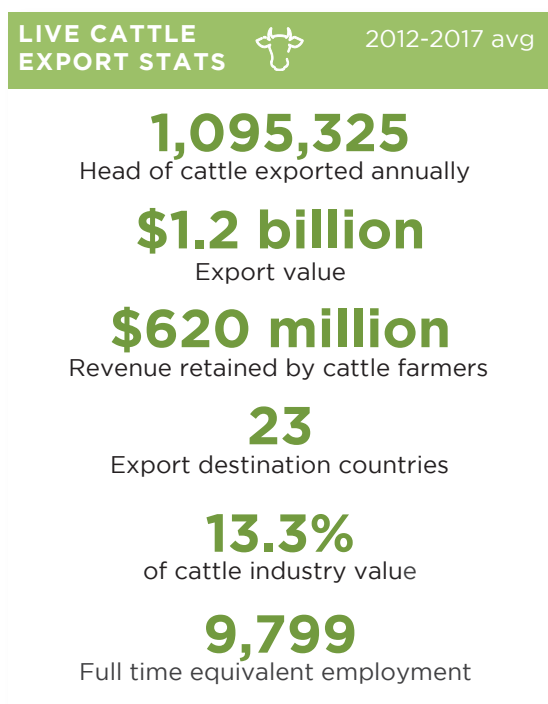 LIVE CATTLE
EXPORT STATS
2012-2017 avg
1,095,325
Head of cattle exported annually
$1.2 billion
Export value
$620 million
Revenue retained by cattle farmers
23
Export destination countries
13.3%
of cattle industry value
9,799
Full time equivalent employment